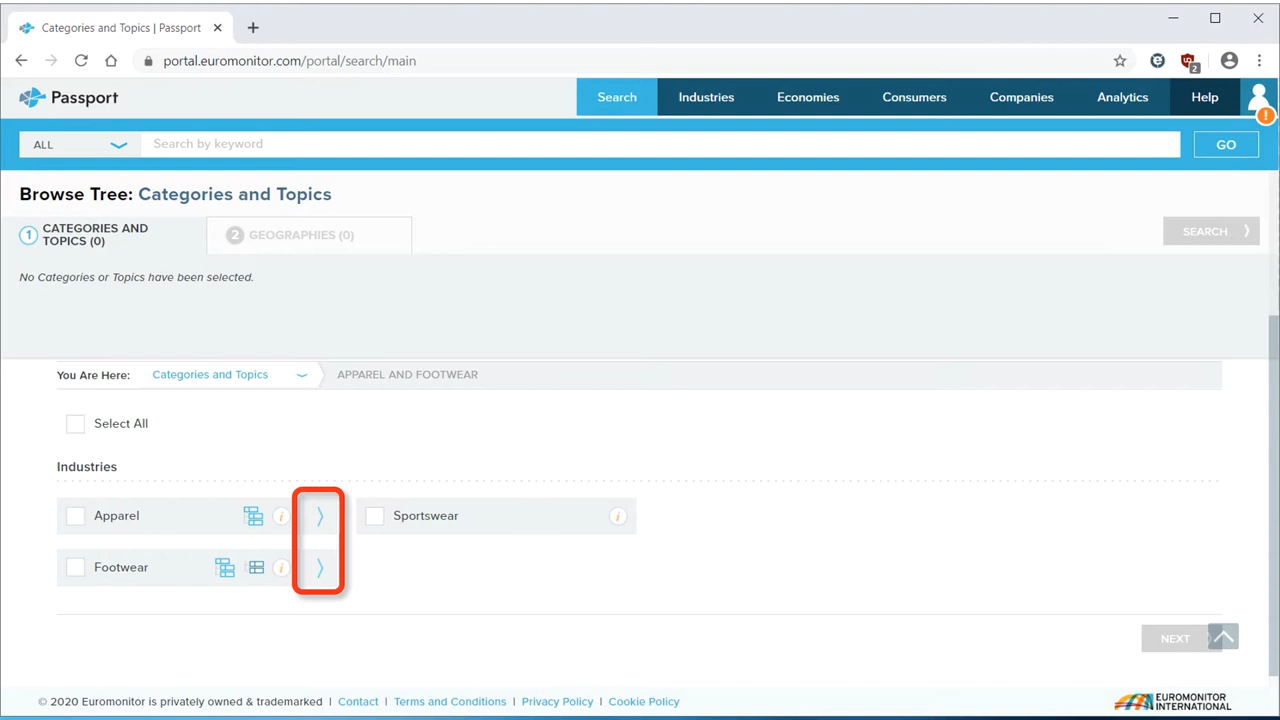 Categories and Topics | Passport
portal.euromonitor.com/portal/search/main
2
Passport
Search Industries Economies Consumers Companies Analytics Help
!
ALL Search by keyword GO
Browse Tree: Categories and Topics
1 CATEGORIES AND TOPICS (0)
2 GEOGRAPHIES (0)
SEARCH
No Categories or Topics have been selected.
You Are Here: Categories and Topics APPAREL AND FOOTWEAR
Select All
Industries
Apparel i Sportswear i
Footwear i
NEXT
© 2020 Euromonitor is privately owned & trademarked | Contact | Terms and Conditions | Privacy Policy | Cookie Policy
EUROMONITOR
INTERNATIONAL